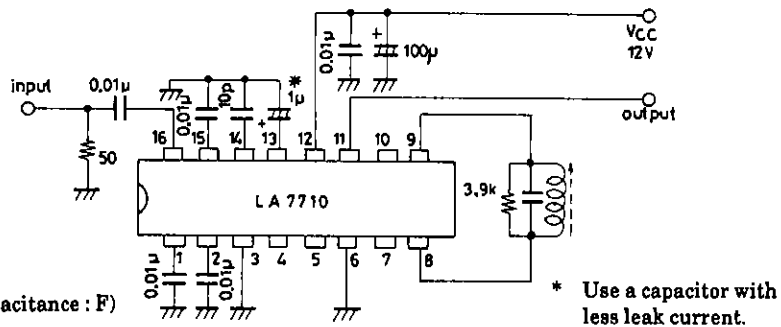 input
0.01μ
50
0.01μ
10p
1μ
*
+
16
15
14
13
12
11
10
9
0.01μ
+
100μ
VCC
12V
output
3.9k
LA7710
1
2
3
4
5
6
7
8
0.01μ
0.01μ
acitance : F)
* Use a capacitor with
less leak current.